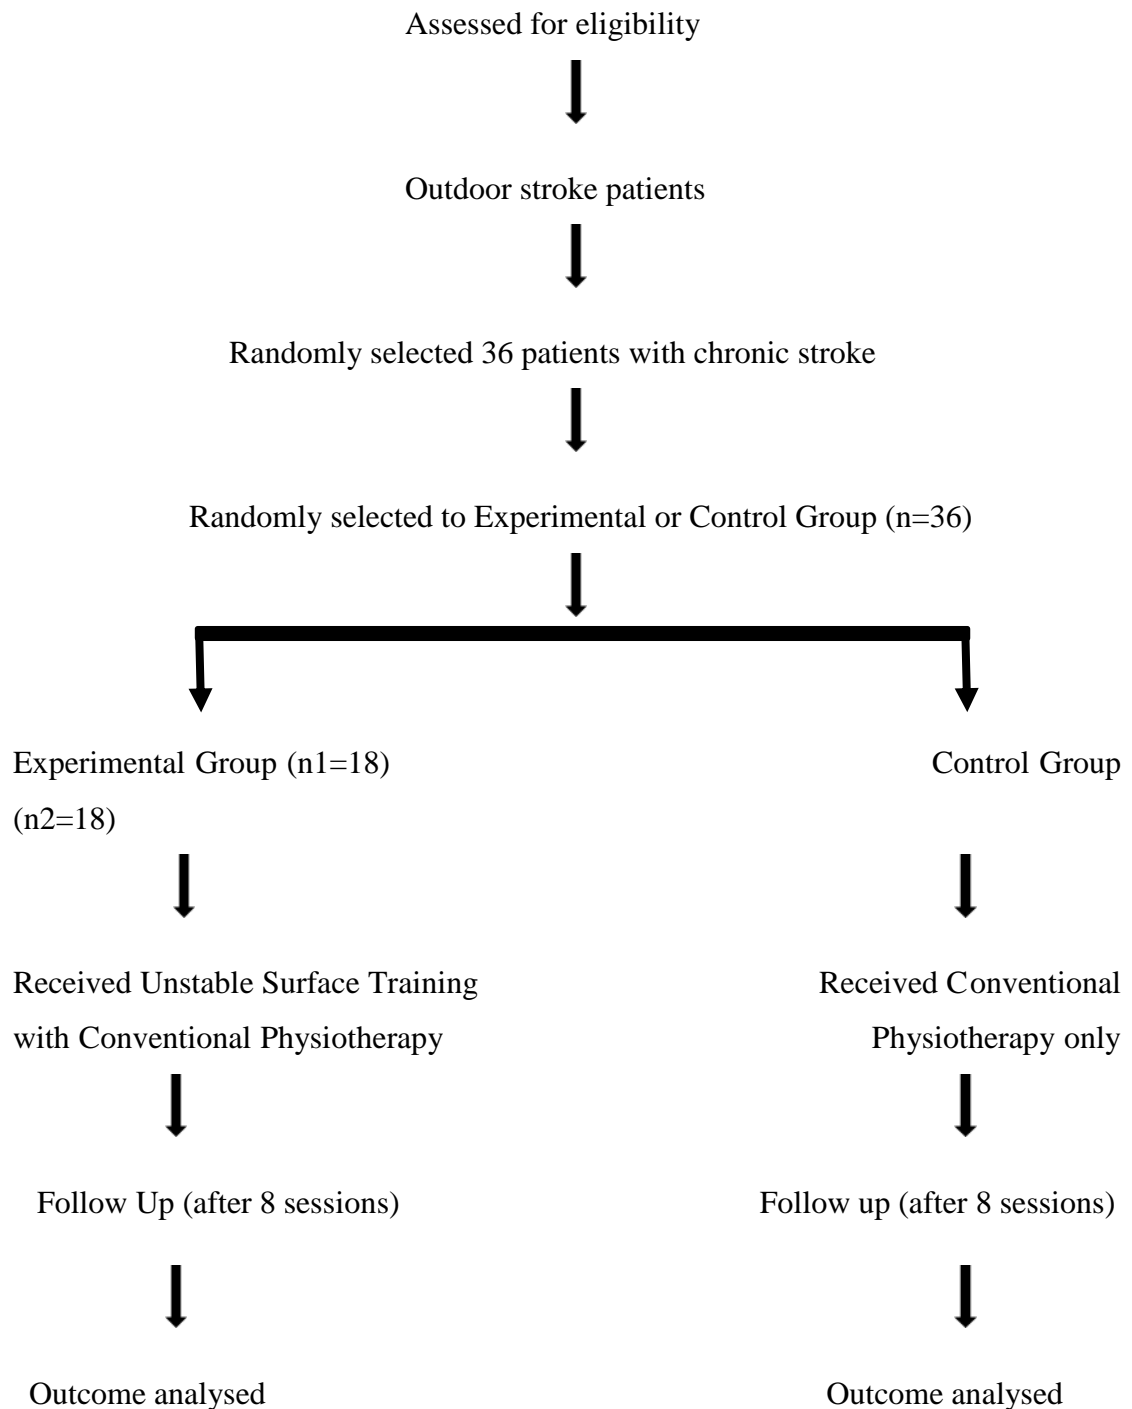 Assessed for eligibility
Outdoor stroke patients
Randomly selected 36 patients with chronic stroke
Randomly selected to Experimental or Control Group (n=36)
Experimental Group (n1=18)
Control Group
(n2=18)
Received Unstable Surface Training
with Conventional Physiotherapy
Received Conventional
Physiotherapy only
Follow Up (after 8 sessions)
Follow up (after 8 sessions)
Outcome analysed
Outcome analysed